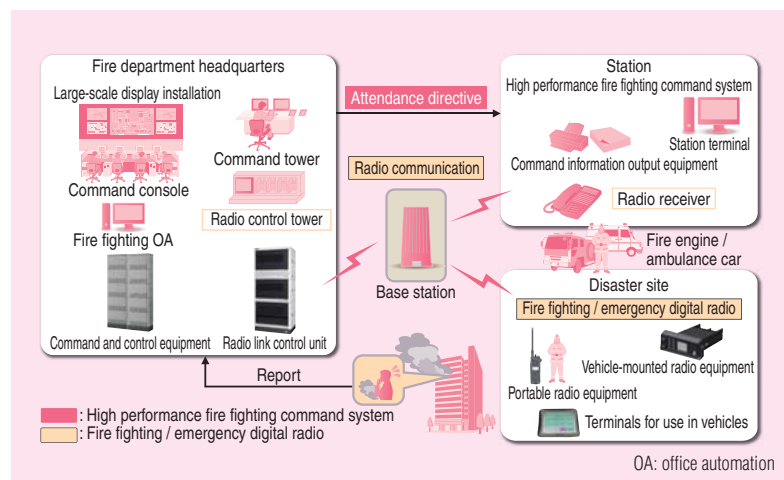 Fire department headquarters
Large-scale display installation
Command console
Command tower
Radio control tower
Fire fighting OA
Command and control equipment
Radio link control unit
Attendance directive
Radio communication
Base station
Report
Station
High performance fire fighting command system
Station terminal
Command information output equipment
Radio receiver
Fire engine /
ambulance car
Disaster site
Fire fighting / emergency digital radio
Vehicle-mounted radio equipment
Portable radio equipment
Terminals for use in vehicles
: High performance fire fighting command system
: Fire fighting / emergency digital radio
OA: office automation